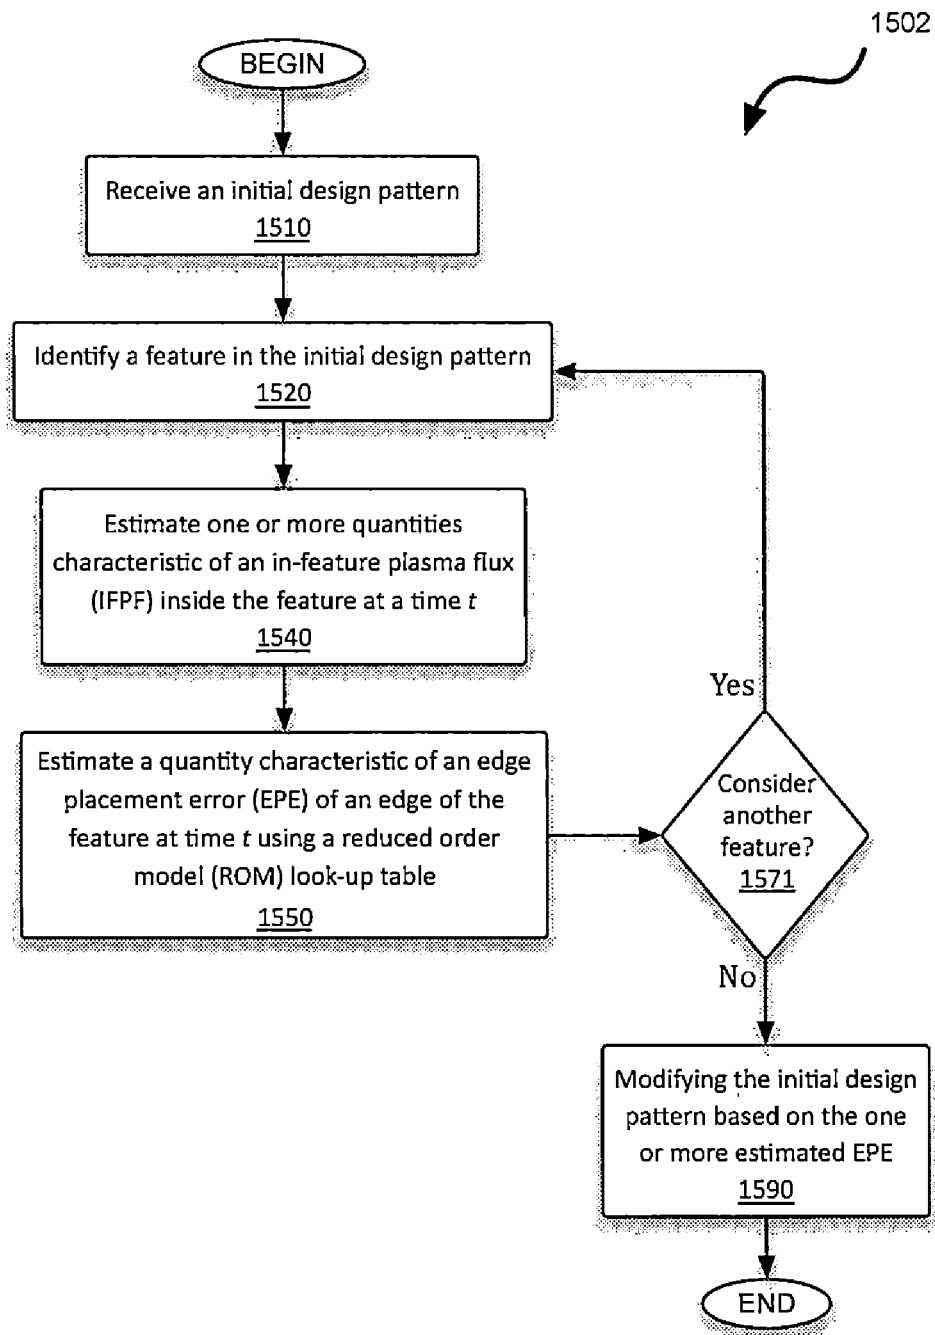 1502
BEGIN
Receive an initial design pattern
1510
Identify a feature in the initial design pattern
1520
Estimate one or more quantities
characteristic of an in-feature plasma flux
(IFPF) inside the feature at a time t
1540
Estimate a quantity characteristic of an edge
placement error (EPE) of an edge of the
feature at time t using a reduced order
model (ROM) look-up table
1550
Yes
Consider
another
feature?
1571
No
Modifying the initial design
pattern based on the one
or more estimated EPE
1590
END